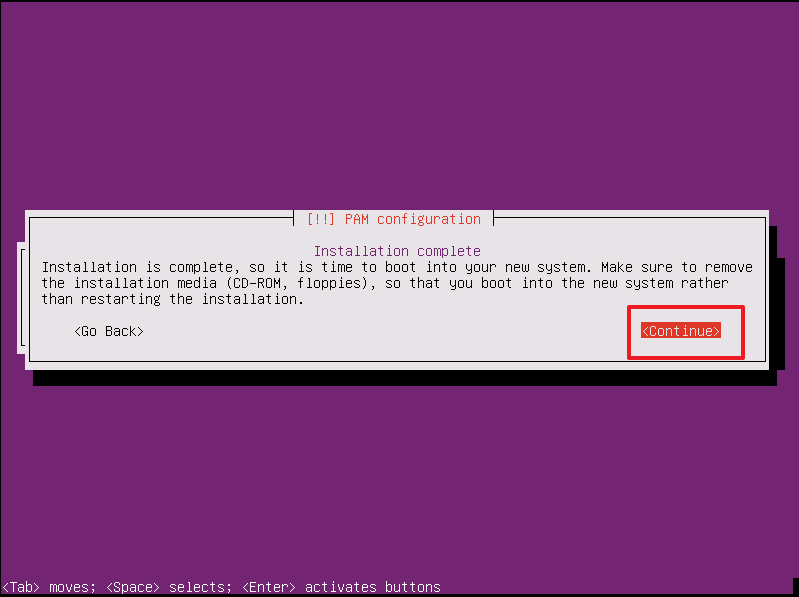 [!!] PAM configuration
Installation complete
Installation is complete, so it is time to boot into your new system. Make sure to remove
the installation media (CD-ROM, floppies), so that you boot into the new system rather
than restarting the installation.
<Go Back> <Continue>
<Tab> moves; <Space> selects; <Enter> activates buttons